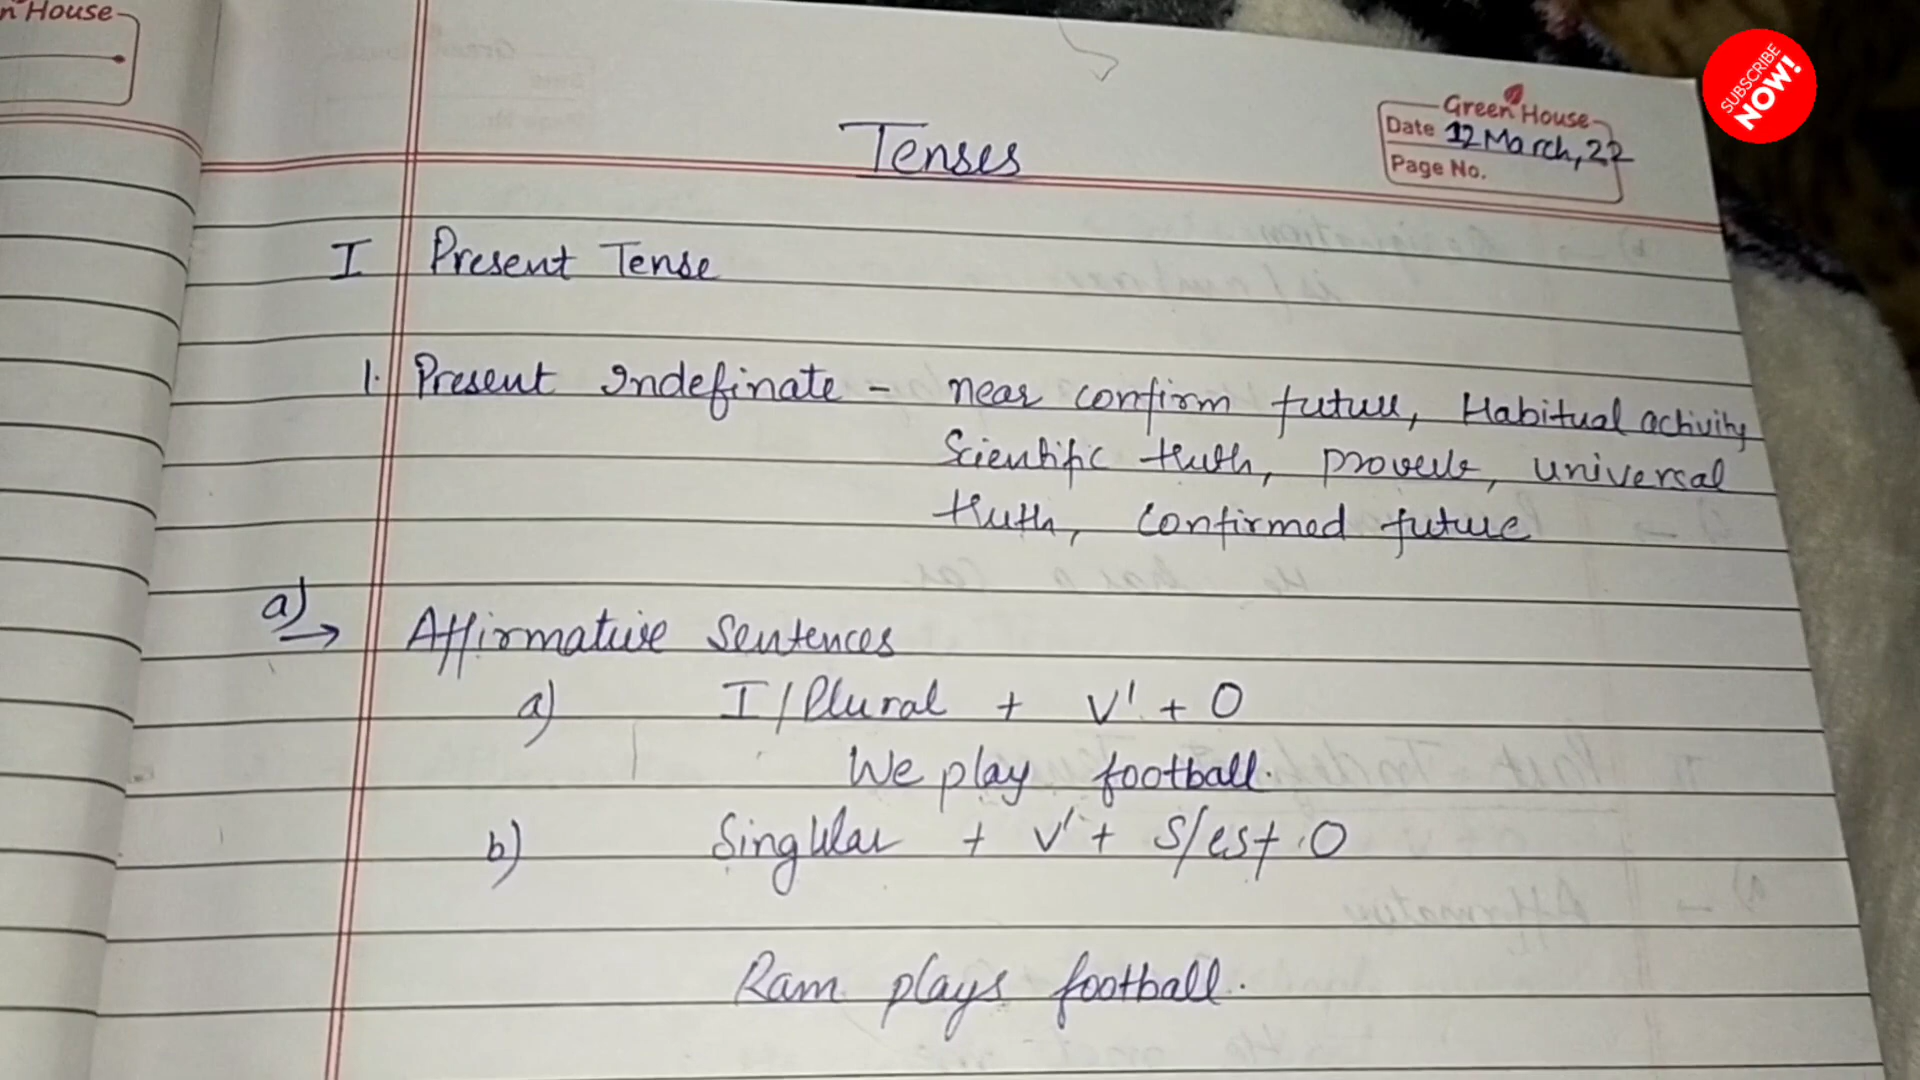 n House
Green House
Date 12 March, 22
Page No.
SUBSCRIBE
NOW!
Tenses
I Present Tense
1. Present Indefinate - near confirm future, Habitual activity
Scientific truth, proverb, universal
truth, confirmed future
a) → Affirmative Sentences
a) I/Plural + V' + O
We play football.
b) Singular + V' + S/es + O
Ram plays football.